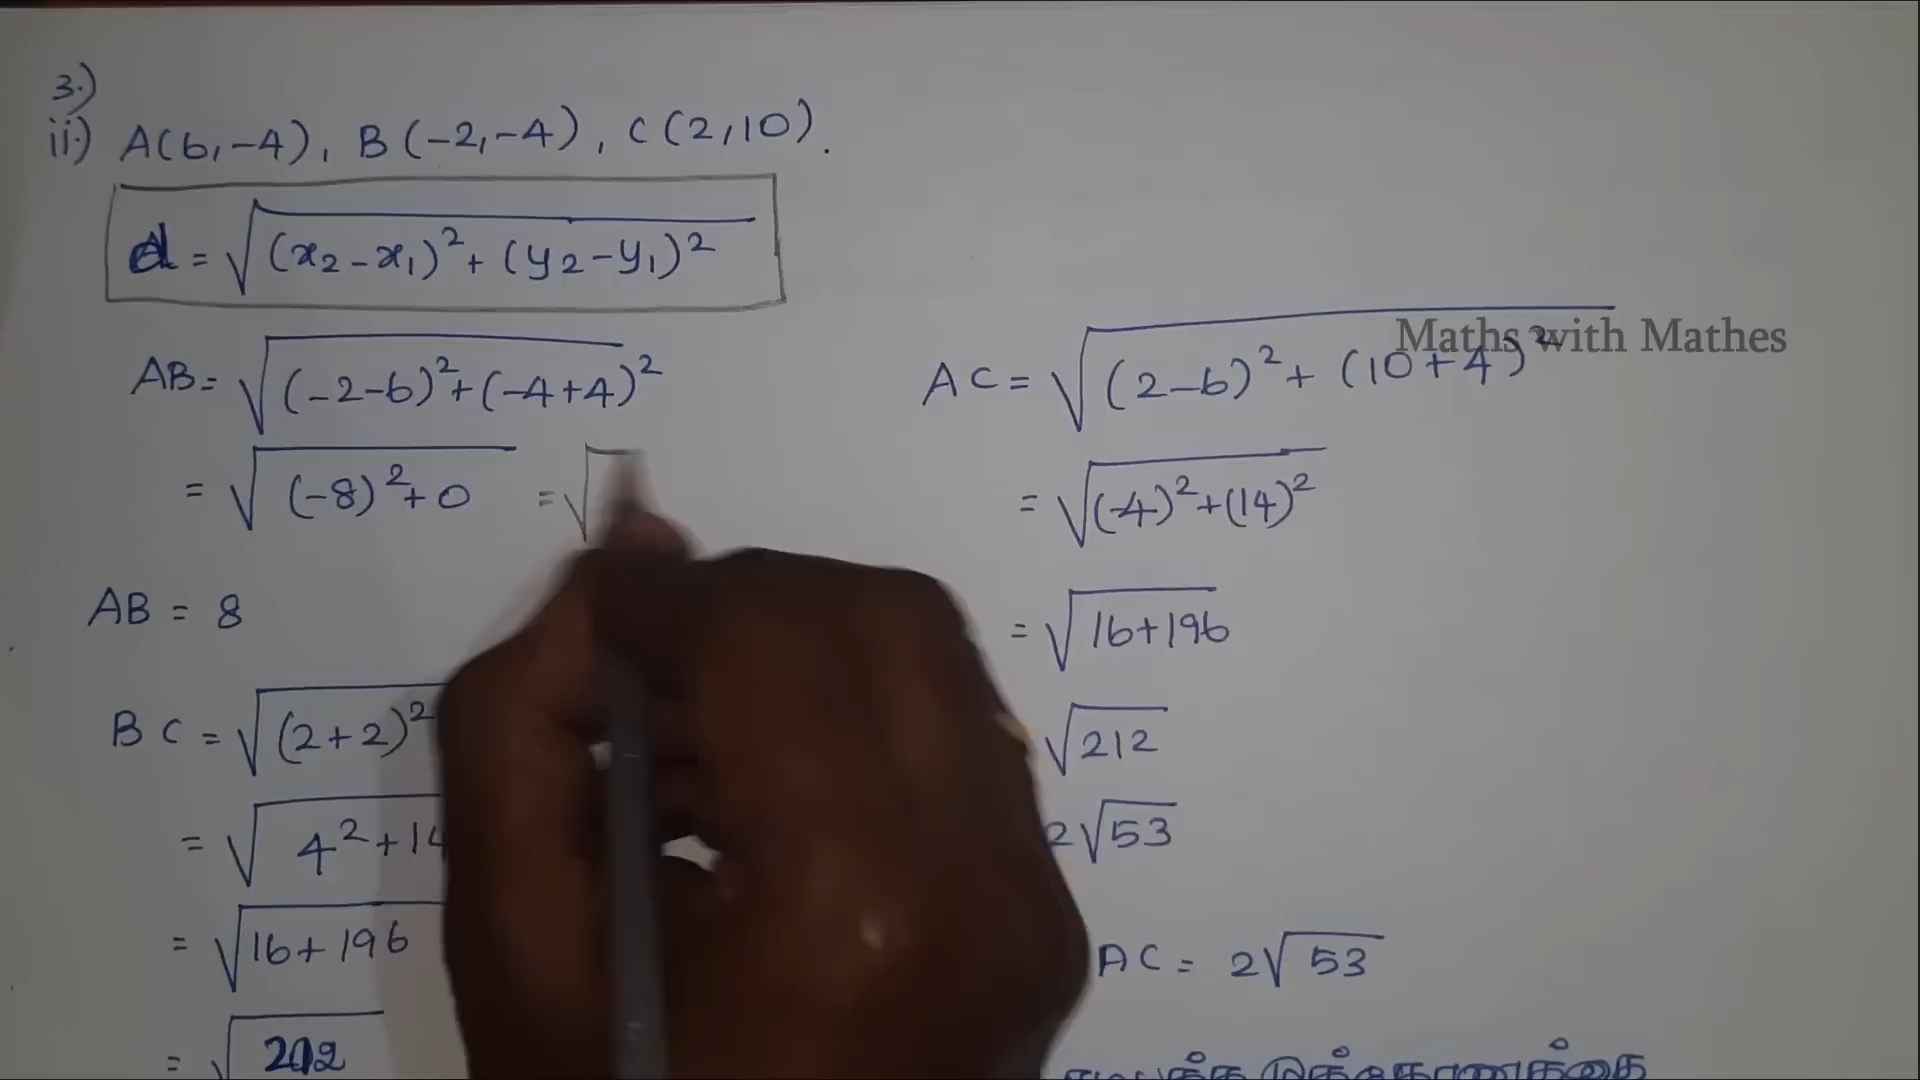 3.)
ii.) A(6,-4), B(-2,-4), C(2,10).
d = √(x₂-x₁)²+(y₂-y₁)²
AB = √(-2-6)²+(-4+4)²
= √(-8)²+0 = √
AB = 8
BC = √(2+2)²
= √4²+14
= √16+196
= √212
Maths with Mathes
AC = √(2-6)²+(10+4)²
= √(-4)²+(14)²
= √16+196
√212
2√53
AC = 2√53